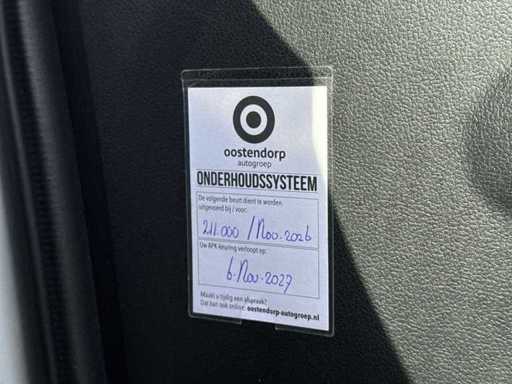 oostendorp
autogroep
ONDERHOUDSSYSTEEM
De volgende beurt dient te worden
uitgevoerd bij / voor:
211.000 / Nov. 2026
Uw APK keuring verloopt op:
6. Nov. 2027
Maakt u tijdig een afspraak?
Dat kan ook online: oostendorp-autogroep.nl